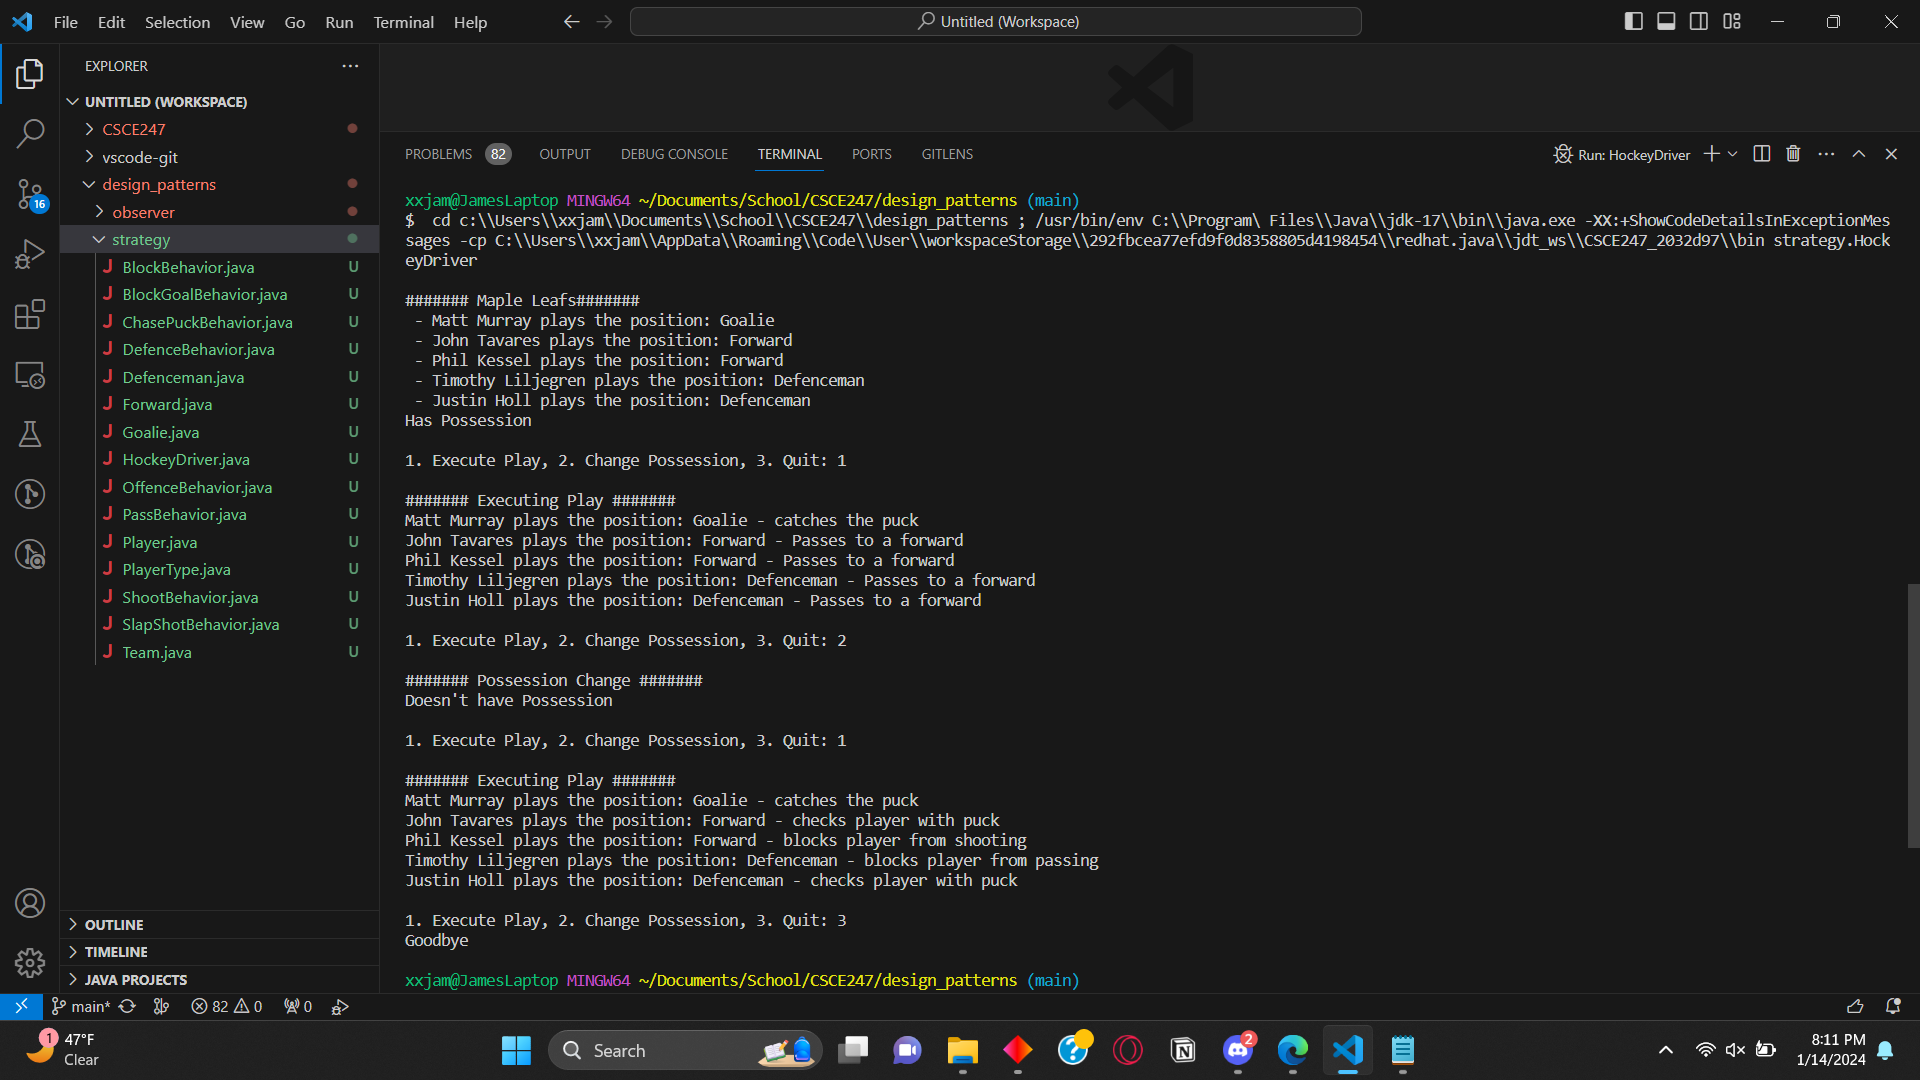 File Edit Selection View Go Run Terminal Help
Untitled (Workspace)
EXPLORER
UNTITLED (WORKSPACE)
CSCE247
vscode-git
design_patterns
observer
strategy
BlockBehavior.java U
BlockGoalBehavior.java U
ChasePuckBehavior.java U
DefenceBehavior.java U
Defenceman.java U
Forward.java U
Goalie.java U
HockeyDriver.java U
OffenceBehavior.java U
PassBehavior.java U
Player.java U
PlayerType.java U
ShootBehavior.java U
SlapShotBehavior.java U
Team.java U
OUTLINE
TIMELINE
JAVA PROJECTS
16
PROBLEMS 82 OUTPUT DEBUG CONSOLE TERMINAL PORTS GITLENS
Run: HockeyDriver
xxjam@JamesLaptop MINGW64 ~/Documents/School/CSCE247/design_patterns (main)
$  cd c:\\Users\\xxjam\\Documents\\School\\CSCE247\\design_patterns ; /usr/bin/env C:\\Program\ Files\\Java\\jdk-17\\bin\\java.exe -XX:+ShowCodeDetailsInExceptionMes
sages -cp C:\\Users\\xxjam\\AppData\\Roaming\\Code\\User\\workspaceStorage\\292fbcea77efd9f0d8358805d4198454\\redhat.java\\jdt_ws\\CSCE247_2032d97\\bin strategy.Hock
eyDriver
####### Maple Leafs#######
- Matt Murray plays the position: Goalie
- John Tavares plays the position: Forward
- Phil Kessel plays the position: Forward
- Timothy Liljegren plays the position: Defenceman
- Justin Holl plays the position: Defenceman
Has Possession
1. Execute Play, 2. Change Possession, 3. Quit: 1
####### Executing Play #######
Matt Murray plays the position: Goalie - catches the puck
John Tavares plays the position: Forward - Passes to a forward
Phil Kessel plays the position: Forward - Passes to a forward
Timothy Liljegren plays the position: Defenceman - Passes to a forward
Justin Holl plays the position: Defenceman - Passes to a forward
1. Execute Play, 2. Change Possession, 3. Quit: 2
####### Possession Change #######
Doesn't have Possession
1. Execute Play, 2. Change Possession, 3. Quit: 1
####### Executing Play #######
Matt Murray plays the position: Goalie - catches the puck
John Tavares plays the position: Forward - checks player with puck
Phil Kessel plays the position: Forward - blocks player from shooting
Timothy Liljegren plays the position: Defenceman - blocks player from passing
Justin Holl plays the position: Defenceman - checks player with puck
1. Execute Play, 2. Change Possession, 3. Quit: 3
Goodbye
xxjam@JamesLaptop MINGW64 ~/Documents/School/CSCE247/design_patterns (main)
main* 82 0 0
1 47°F
Clear
Search
2
8:11 PM
1/14/2024